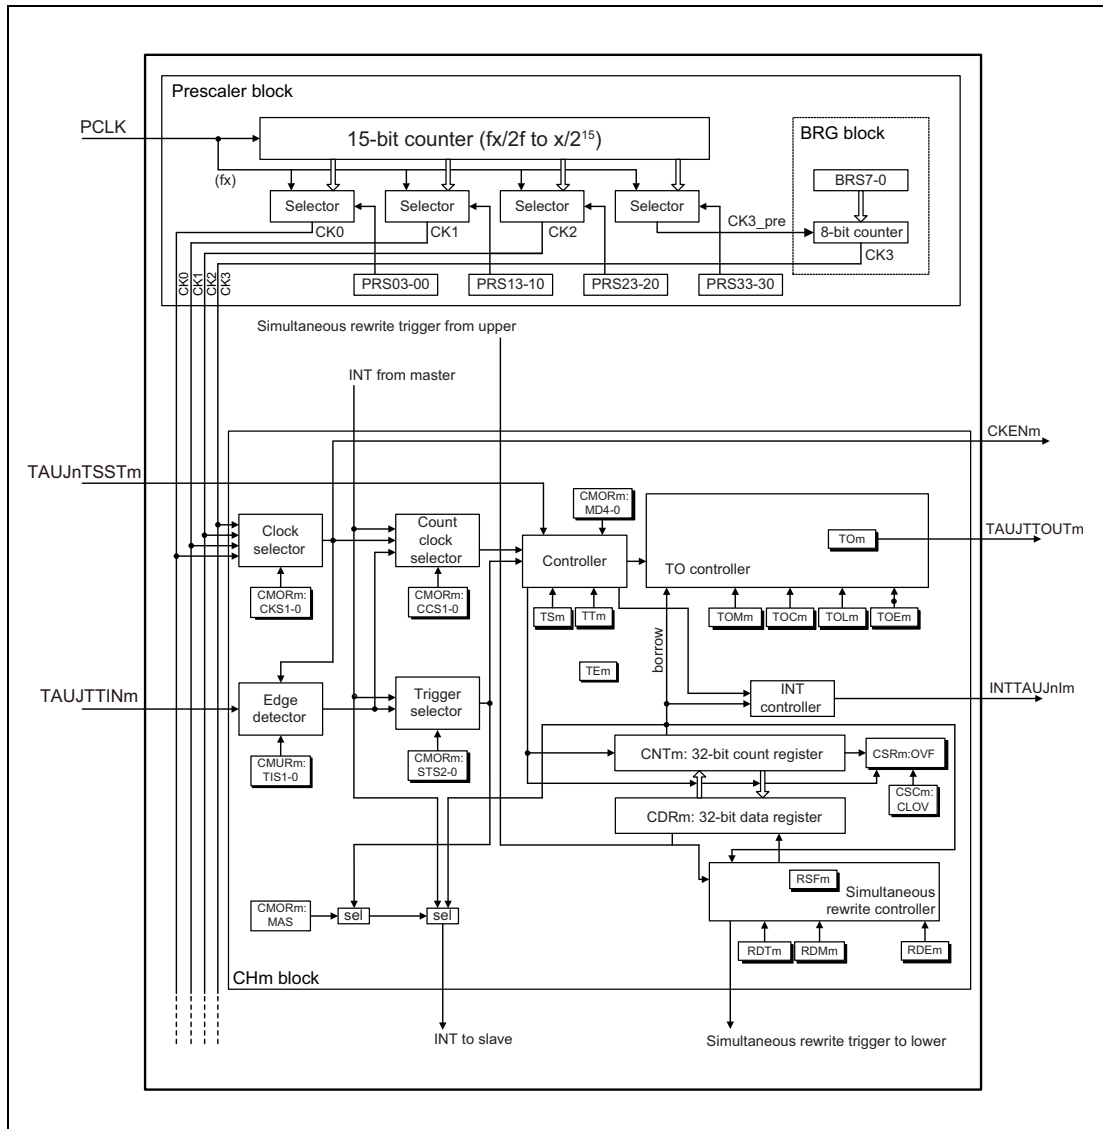 Prescaler block
PCLK
15-bit counter (fx/2f to x/2¹⁵)
BRG block
(fx)
BRS7-0
Selector
Selector
Selector
Selector
CK3_pre
8-bit counter
CK0
CK1
CK2
CK3
CK0
CK1
CK2
CK3
PRS03-00
PRS13-10
PRS23-20
PRS33-30
Simultaneous rewrite trigger from upper
INT from master
CKENm
TAUJnTSSTm
CMORm:
MD4-0
Clock
selector
Count
clock
selector
Controller
TOm
TO controller
TAUJTTOUTm
CMORm:
CKS1-0
CMORm:
CCS1-0
TSm
TTm
TOMm
TOCm
TOLm
TOEm
borrow
TEm
TAUJTTINm
Edge
detector
Trigger
selector
INT
controller
INTTAUJnIm
CMURm:
TIS1-0
CMORm:
STS2-0
CNTm: 32-bit count register
CSRm:OVF
CSCm:
CLOV
CDRm: 32-bit data register
RSFm
Simultaneous
rewrite controller
CMORm:
MAS
sel
sel
RDTm
RDMm
RDEm
CHm block
INT to slave
Simultaneous rewrite trigger to lower